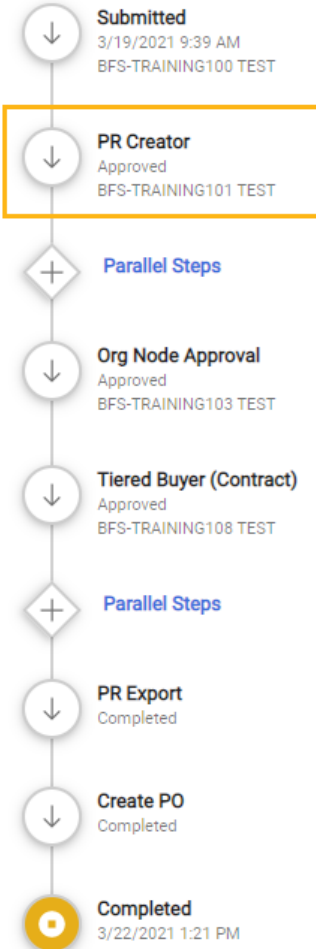 Submitted
3/19/2021 9:39 AM
BFS-TRAINING100 TEST
PR Creator
Approved
BFS-TRAINING101 TEST
Parallel Steps
Org Node Approval
Approved
BFS-TRAINING103 TEST
Tiered Buyer (Contract)
Approved
BFS-TRAINING108 TEST
Parallel Steps
PR Export
Completed
Create PO
Completed
Completed
3/22/2021 1:21 PM